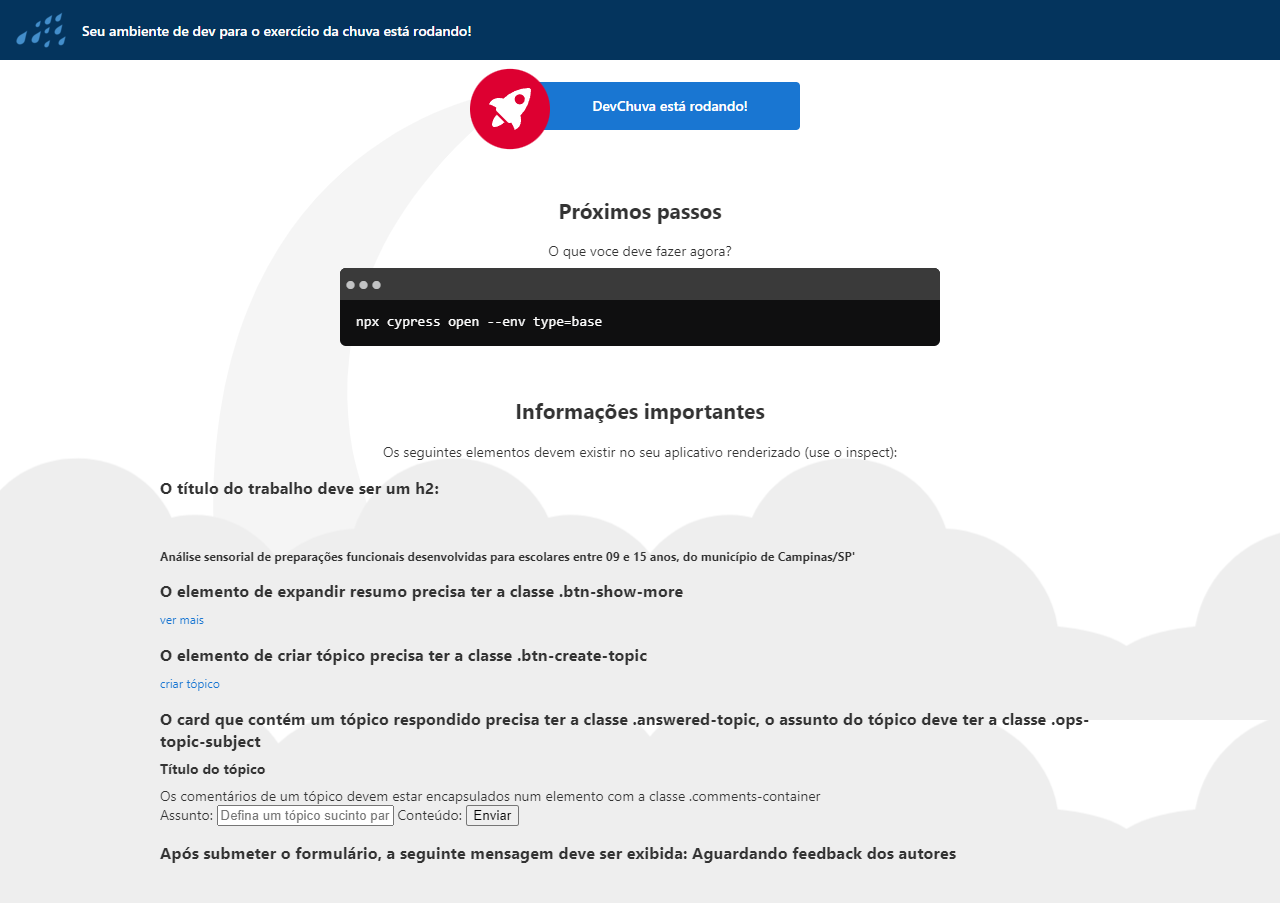 Seu ambiente de dev para o exercício da chuva está rodando!
DevChuva está rodando!
Próximos passos
O que voce deve fazer agora?
npx cypress open --env type=base
Informações importantes
Os seguintes elementos devem existir no seu aplicativo renderizado (use o inspect):
O título do trabalho deve ser um h2:
Análise sensorial de preparações funcionais desenvolvidas para escolares entre 09 e 15 anos, do município de Campinas/SP'
O elemento de expandir resumo precisa ter a classe .btn-show-more
ver mais
O elemento de criar tópico precisa ter a classe .btn-create-topic
criar tópico
O card que contém um tópico respondido precisa ter a classe .answered-topic, o assunto do tópico deve ter a classe .ops-
topic-subject
Título do tópico
Os comentários de um tópico devem estar encapsulados num elemento com a classe .comments-container
Assunto: Defina um tópico sucinto par Conteúdo: Enviar
Após submeter o formulário, a seguinte mensagem deve ser exibida: Aguardando feedback dos autores